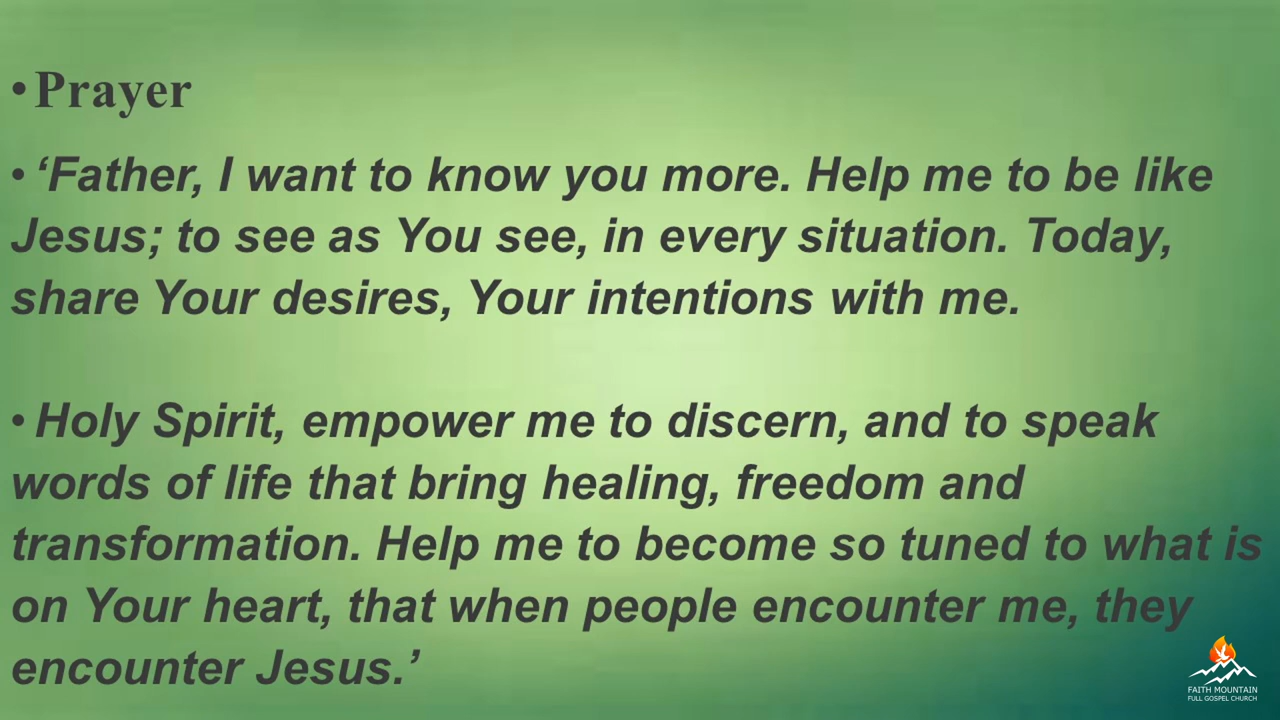 • Prayer
• ‘Father, I want to know you more. Help me to be like
Jesus; to see as You see, in every situation. Today,
share Your desires, Your intentions with me.
• Holy Spirit, empower me to discern, and to speak
words of life that bring healing, freedom and
transformation. Help me to become so tuned to what is
on Your heart, that when people encounter me, they
encounter Jesus.’
FAITH MOUNTAIN
FULL GOSPEL CHURCH